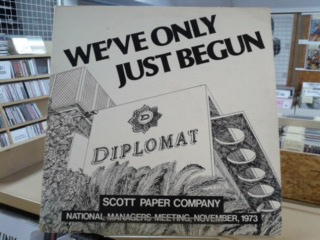 WE'VE ONLY
JUST BEGUN
D
DIPLOMAT
SCOTT PAPER COMPANY
NATIONAL MANAGERS MEETING, NOVEMBER, 1973